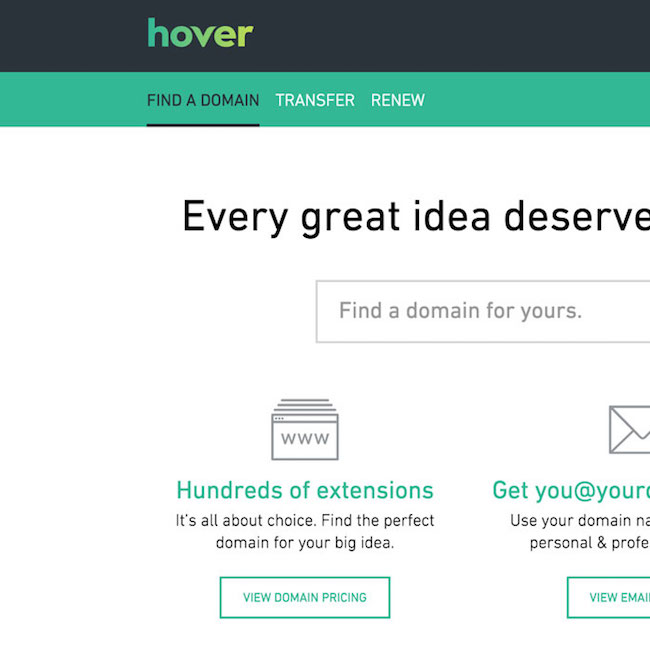 hover
FIND A DOMAIN TRANSFER RENEW
Every great idea deserve
Find a domain for yours.
www
Hundreds of extensions
It's all about choice. Find the perfect
domain for your big idea.
VIEW DOMAIN PRICING
Get you@your
Use your domain na
personal & profe
VIEW EMAI